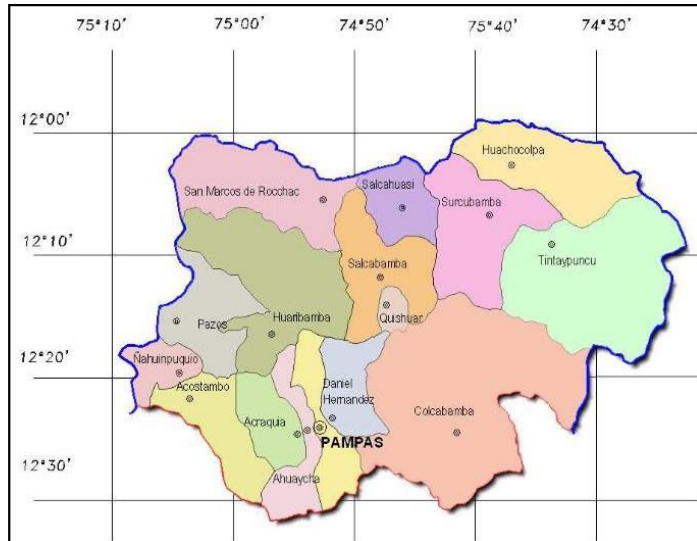 75°10' 75°00' 74°50' 75°40' 74°30'
12°00'
Huachocolpa
Salcahuasi
San Marcos de Rocchac
Surcubamba
12°10'
Tintaypuncu
Salcabamba
Quishuar
Huaribamba
Pazos
12°20'
Ñahuinpuquio
Acostambo
Daniel
Hernandez
Colcabamba
Acraquia
PAMPAS
12°30'
Ahuaycha